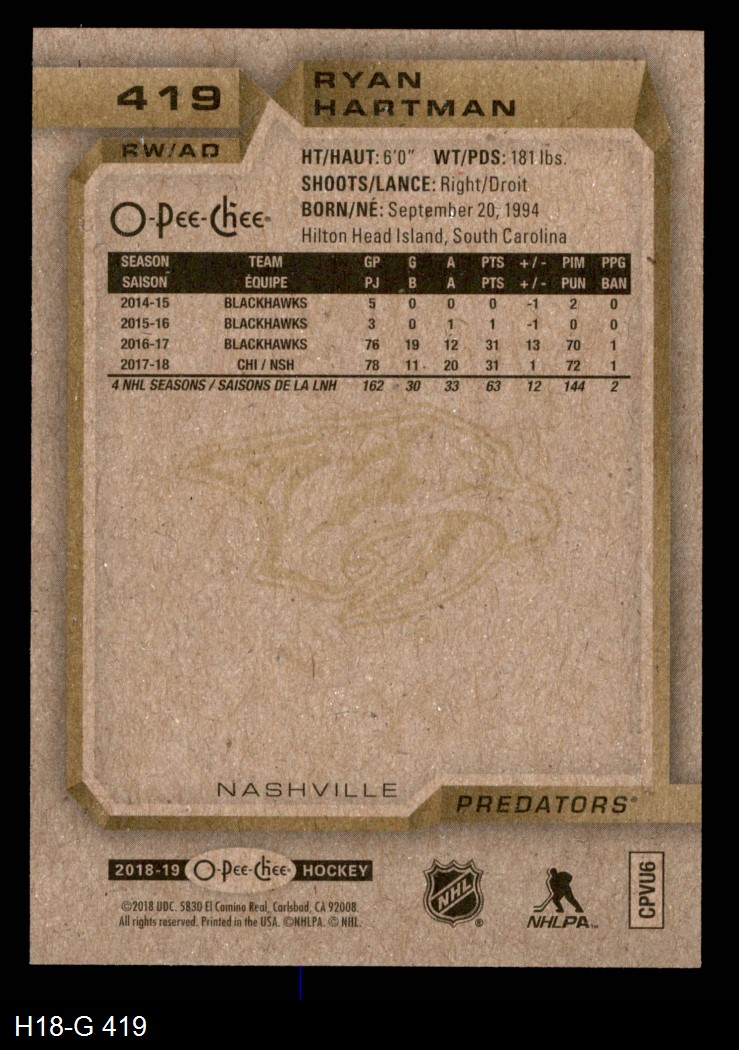 419
RYAN
HARTMAN
RW/AD
HT/HAUT: 6'0" WT/PDS: 181 lbs.
SHOOTS/LANCE: Right/Droit
BORN/NÉ: September 20, 1994
Hilton Head Island, South Carolina
O-Pee-Chee®
SEASON TEAM GP G A PTS +/- PIM PPG
SAISON ÉQUIPE PJ B A PTS +/- PUN BAN
2014-15 BLACKHAWKS 5 0 0 0 -1 2 0
2015-16 BLACKHAWKS 3 0 1 1 -1 0 0
2016-17 BLACKHAWKS 76 19 12 31 13 70 1
2017-18 CHI / NSH 78 11 20 31 1 72 1
4 NHL SEASONS / SAISONS DE LA LNH 162 30 33 63 12 144 2
NASHVILLE
PREDATORS®
2018-19 O-Pee-Chee® HOCKEY
©2018 UDC. 5830 El Camino Real, Carlsbad, CA 92008.
All rights reserved. Printed in the USA. ©NHLPA. © NHL.
NHL ®
NHLPA™
CPVU6
H18-G 419